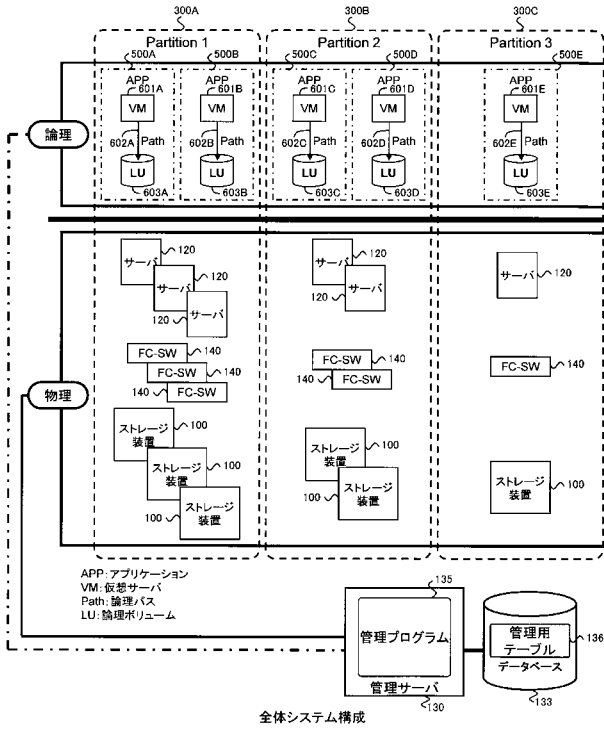 300A 300B 300C
Partition 1 Partition 2 Partition 3
500A 500B 500C 500D 500E
APP APP APP APP APP
601A 601B 601C 601D 601E
VM VM VM VM VM
論理
602A Path 602B Path 602C Path 602D Path 602E Path
LU LU LU LU LU
603A 603B 603C 603D 603E
サーバ 120 サーバ 120 サーバ 120
サーバ 120 サーバ
120 サーバ 120
FC-SW 140 FC-SW 140 FC-SW 140
FC-SW 140 140 FC-SW
140 FC-SW
物理
ストレージ装置 100 ストレージ装置 100 ストレージ装置 100
ストレージ装置 100 100 ストレージ装置
100 ストレージ装置
APP:アプリケーション
VM:仮想サーバ
Path:論理パス
LU:論理ボリューム
135
管理プログラム
管理サーバ
130
管理用
テーブル 136
データベース
133
全体システム構成